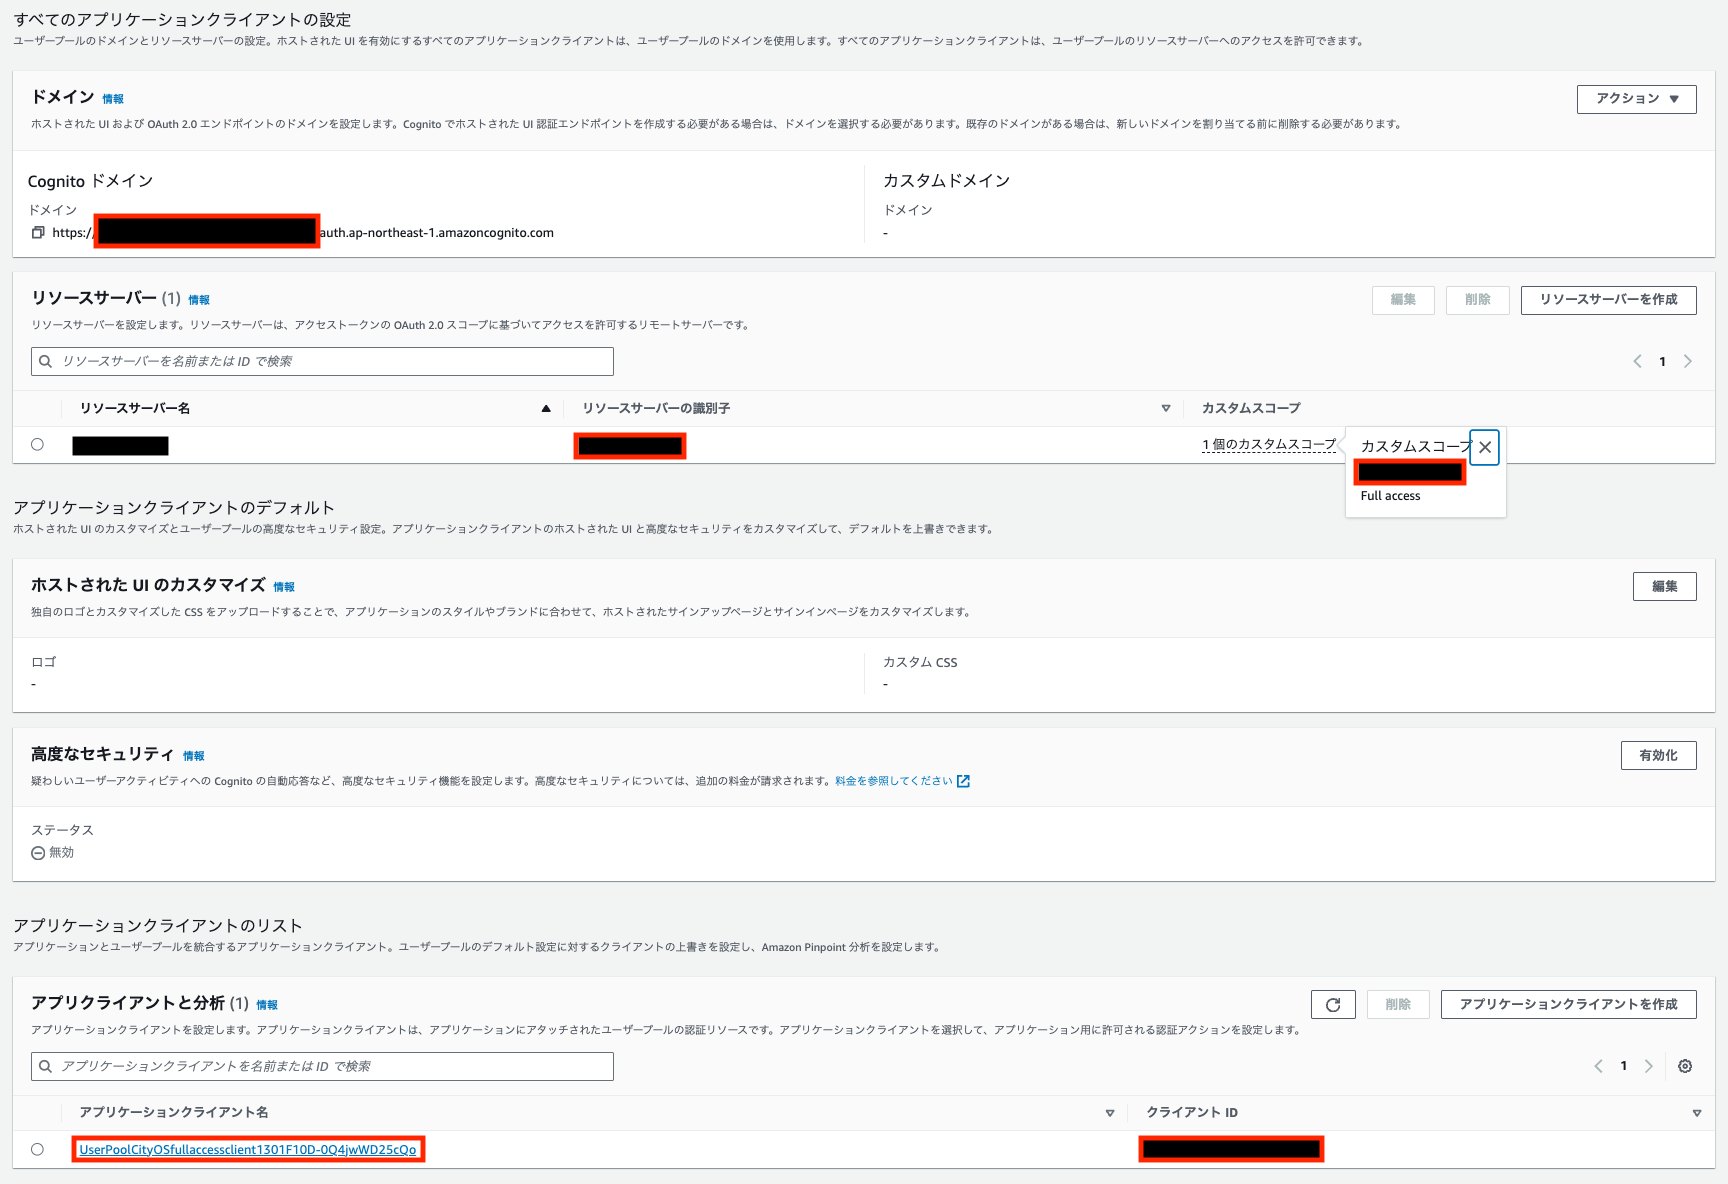 すべてのアプリケーションクライアントの設定
ユーザープールのドメインとリソースサーバーの設定。ホストされた UI を有効にするすべてのアプリケーションクライアントは、ユーザープールのドメインを使用します。すべてのアプリケーションクライアントは、ユーザープールのリソースサーバーへのアクセスを許可できます。
ドメイン 情報
アクション
ホストされた UI および OAuth 2.0 エンドポイントのドメインを設定します。Cognito でホストされた UI 認証エンドポイントを作成する必要がある場合は、ドメインを選択する必要があります。既存のドメインがある場合は、新しいドメインを割り当てる前に削除する必要があります。
Cognito ドメイン
ドメイン
https://
auth.ap-northeast-1.amazoncognito.com
カスタムドメイン
ドメイン
-
リソースサーバー (1) 情報
編集
削除
リソースサーバーを作成
リソースサーバーを設定します。リソースサーバーは、アクセストークンの OAuth 2.0 スコープに基づいてアクセスを許可するリモートサーバーです。
リソースサーバーを名前または ID で検索
1
リソースサーバー名
リソースサーバーの識別子
カスタムスコープ
1 個のカスタムスコープ
カスタムスコープ
Full access
アプリケーションクライアントのデフォルト
ホストされた UI のカスタマイズとユーザープールの高度なセキュリティ設定。アプリケーションクライアントのホストされた UI と高度なセキュリティをカスタマイズして、デフォルトを上書きできます。
ホストされた UI のカスタマイズ 情報
編集
独自のロゴとカスタマイズした CSS をアップロードすることで、アプリケーションのスタイルやブランドに合わせて、ホストされたサインアップページとサインインページをカスタマイズします。
ロゴ
-
カスタム CSS
-
高度なセキュリティ 情報
有効化
疑わしいユーザーアクティビティへの Cognito の自動応答など、高度なセキュリティ機能を設定します。高度なセキュリティについては、追加の料金が請求されます。料金を参照してください
ステータス
無効
アプリケーションクライアントのリスト
アプリケーションとユーザープールを統合するアプリケーションクライアント。ユーザープールのデフォルト設定に対するクライアントの上書きを設定し、Amazon Pinpoint 分析を設定します。
アプリクライアントと分析 (1) 情報
削除
アプリケーションクライアントを作成
アプリケーションクライアントを設定します。アプリケーションクライアントは、アプリケーションにアタッチされたユーザープールの認証リソースです。アプリケーションクライアントを選択して、アプリケーション用に許可される認証アクションを設定します。
アプリケーションクライアントを名前または ID で検索
1
アプリケーションクライアント名
クライアント ID
UserPoolCityOSfullaccessclient1301F10D-0Q4jwWD25cQo